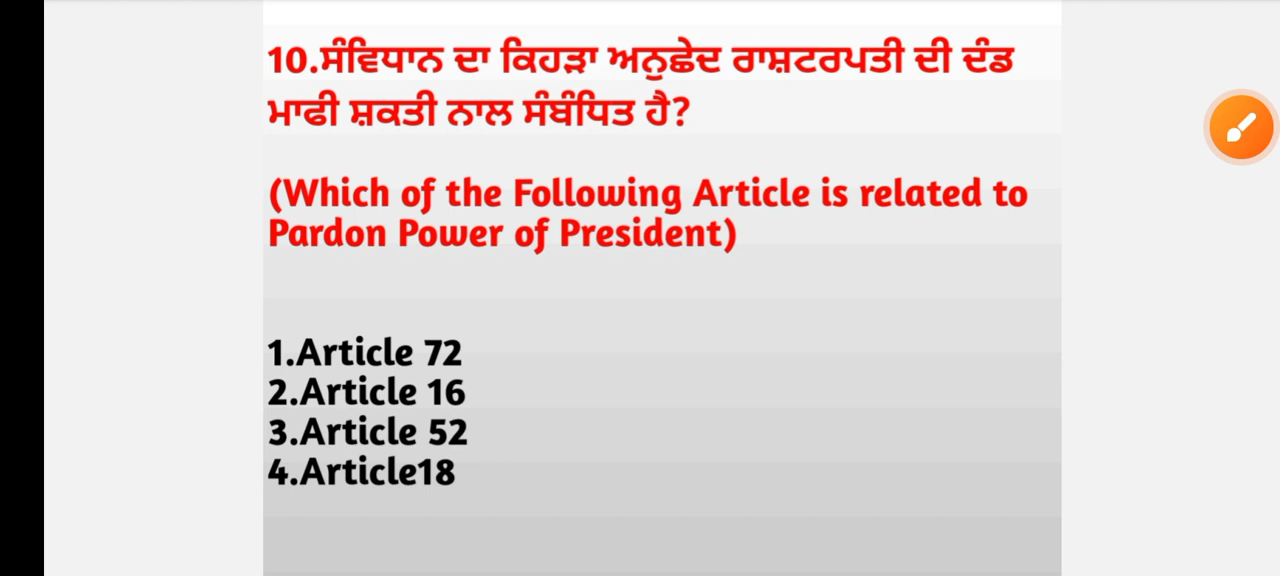 10.ਸੰਵਿਧਾਨ ਦਾ ਕਿਹੜਾ ਅਨੁਛੇਦ ਰਾਸ਼ਟਰਪਤੀ ਦੀ ਦੰਡ
ਮਾਫੀ ਸ਼ਕਤੀ ਨਾਲ ਸੰਬੰਧਿਤ ਹੈ?
(Which of the Following Article is related to
Pardon Power of President)
1.Article 72
2.Article 16
3.Article 52
4.Article18